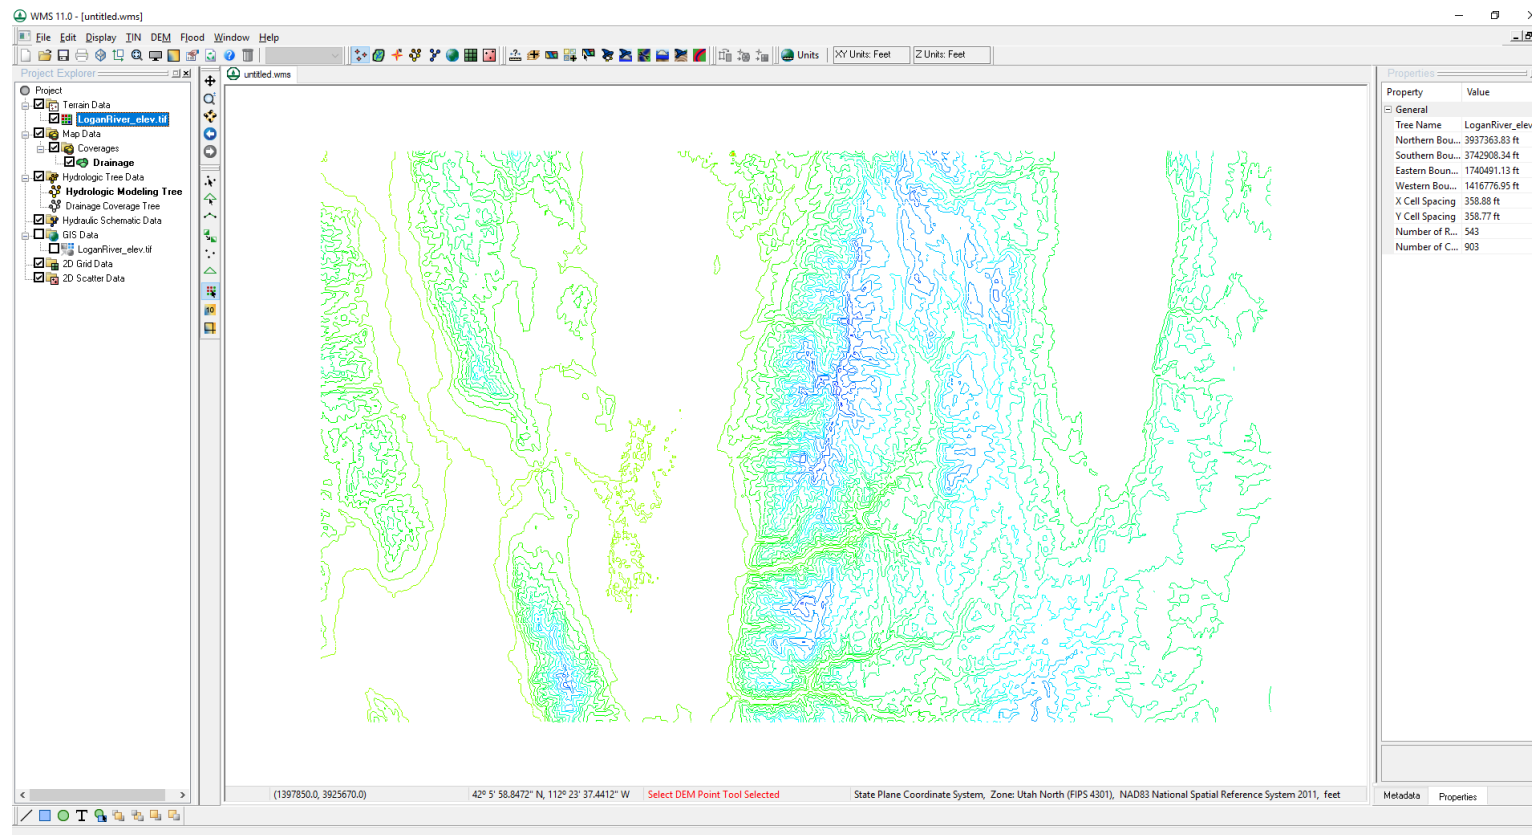 WMS 11.0 - [untitled.wms]
File Edit Display TIN DEM Flood Window Help
Units XY Units: Feet Z Units: Feet
Project Explorer
Project
Terrain Data
LoganRiver_elev.tif
Map Data
Coverages
Drainage
Hydrologic Tree Data
Hydrologic Modeling Tree
Drainage Coverage Tree
Hydraulic Schematic Data
GIS Data
LoganRiver_elev.tif
2D Grid Data
2D Scatter Data
untitled.wms
Properties
Property Value
General
Tree Name LoganRiver_elev
Northern Bou... 3937363.83 ft
Southern Bou... 3742908.34 ft
Eastern Boun... 1740491.13 ft
Western Bou... 1416776.95 ft
X Cell Spacing 358.88 ft
Y Cell Spacing 358.77 ft
Number of R... 543
Number of C... 903
(1397850.0, 3925670.0) 42º 5' 58.8472" N, 112º 23' 37.4412" W Select DEM Point Tool Selected State Plane Coordinate System, Zone: Utah North (FIPS 4301), NAD83 National Spatial Reference System 2011, feet
Metadata Properties